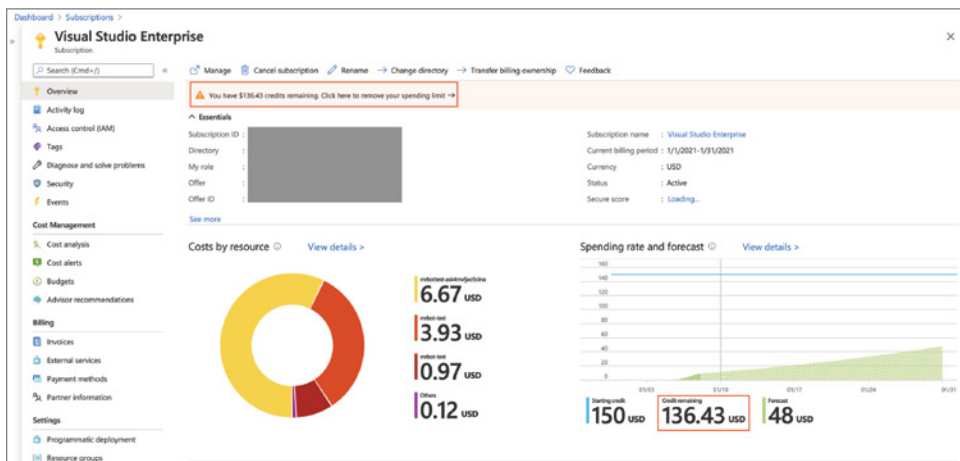 Dashboard > Subscriptions >
Visual Studio Enterprise
Subscription
Search (Cmd+/)
Manage Cancel subscription Rename Change directory Transfer billing ownership Feedback
You have $136.43 credits remaining. Click here to remove your spending limit →
Overview
Activity log
Access control (IAM)
Tags
Diagnose and solve problems
Security
Events
Cost Management
Cost analysis
Cost alerts
Budgets
Advisor recommendations
Billing
Invoices
External services
Payment methods
Partner information
Settings
Programmatic deployment
Resource groups
Essentials
Subscription ID :
Directory :
My role :
Offer :
Offer ID :
See more
Subscription name : Visual Studio Enterprise
Current billing period : 1/1/2021-1/31/2021
Currency : USD
Status : Active
Secure score : Loading...
Costs by resource View details >
6.67 USD
mrbot-test
3.93 USD
mrbot-test
0.97 USD
Others
0.12 USD
Spending rate and forecast View details >
160
140
120
100
80
60
40
20
0
01/03 01/10 01/17 01/24 01/31
Starting credit
150 USD
Credit remaining
136.43 USD
Forecast
48 USD